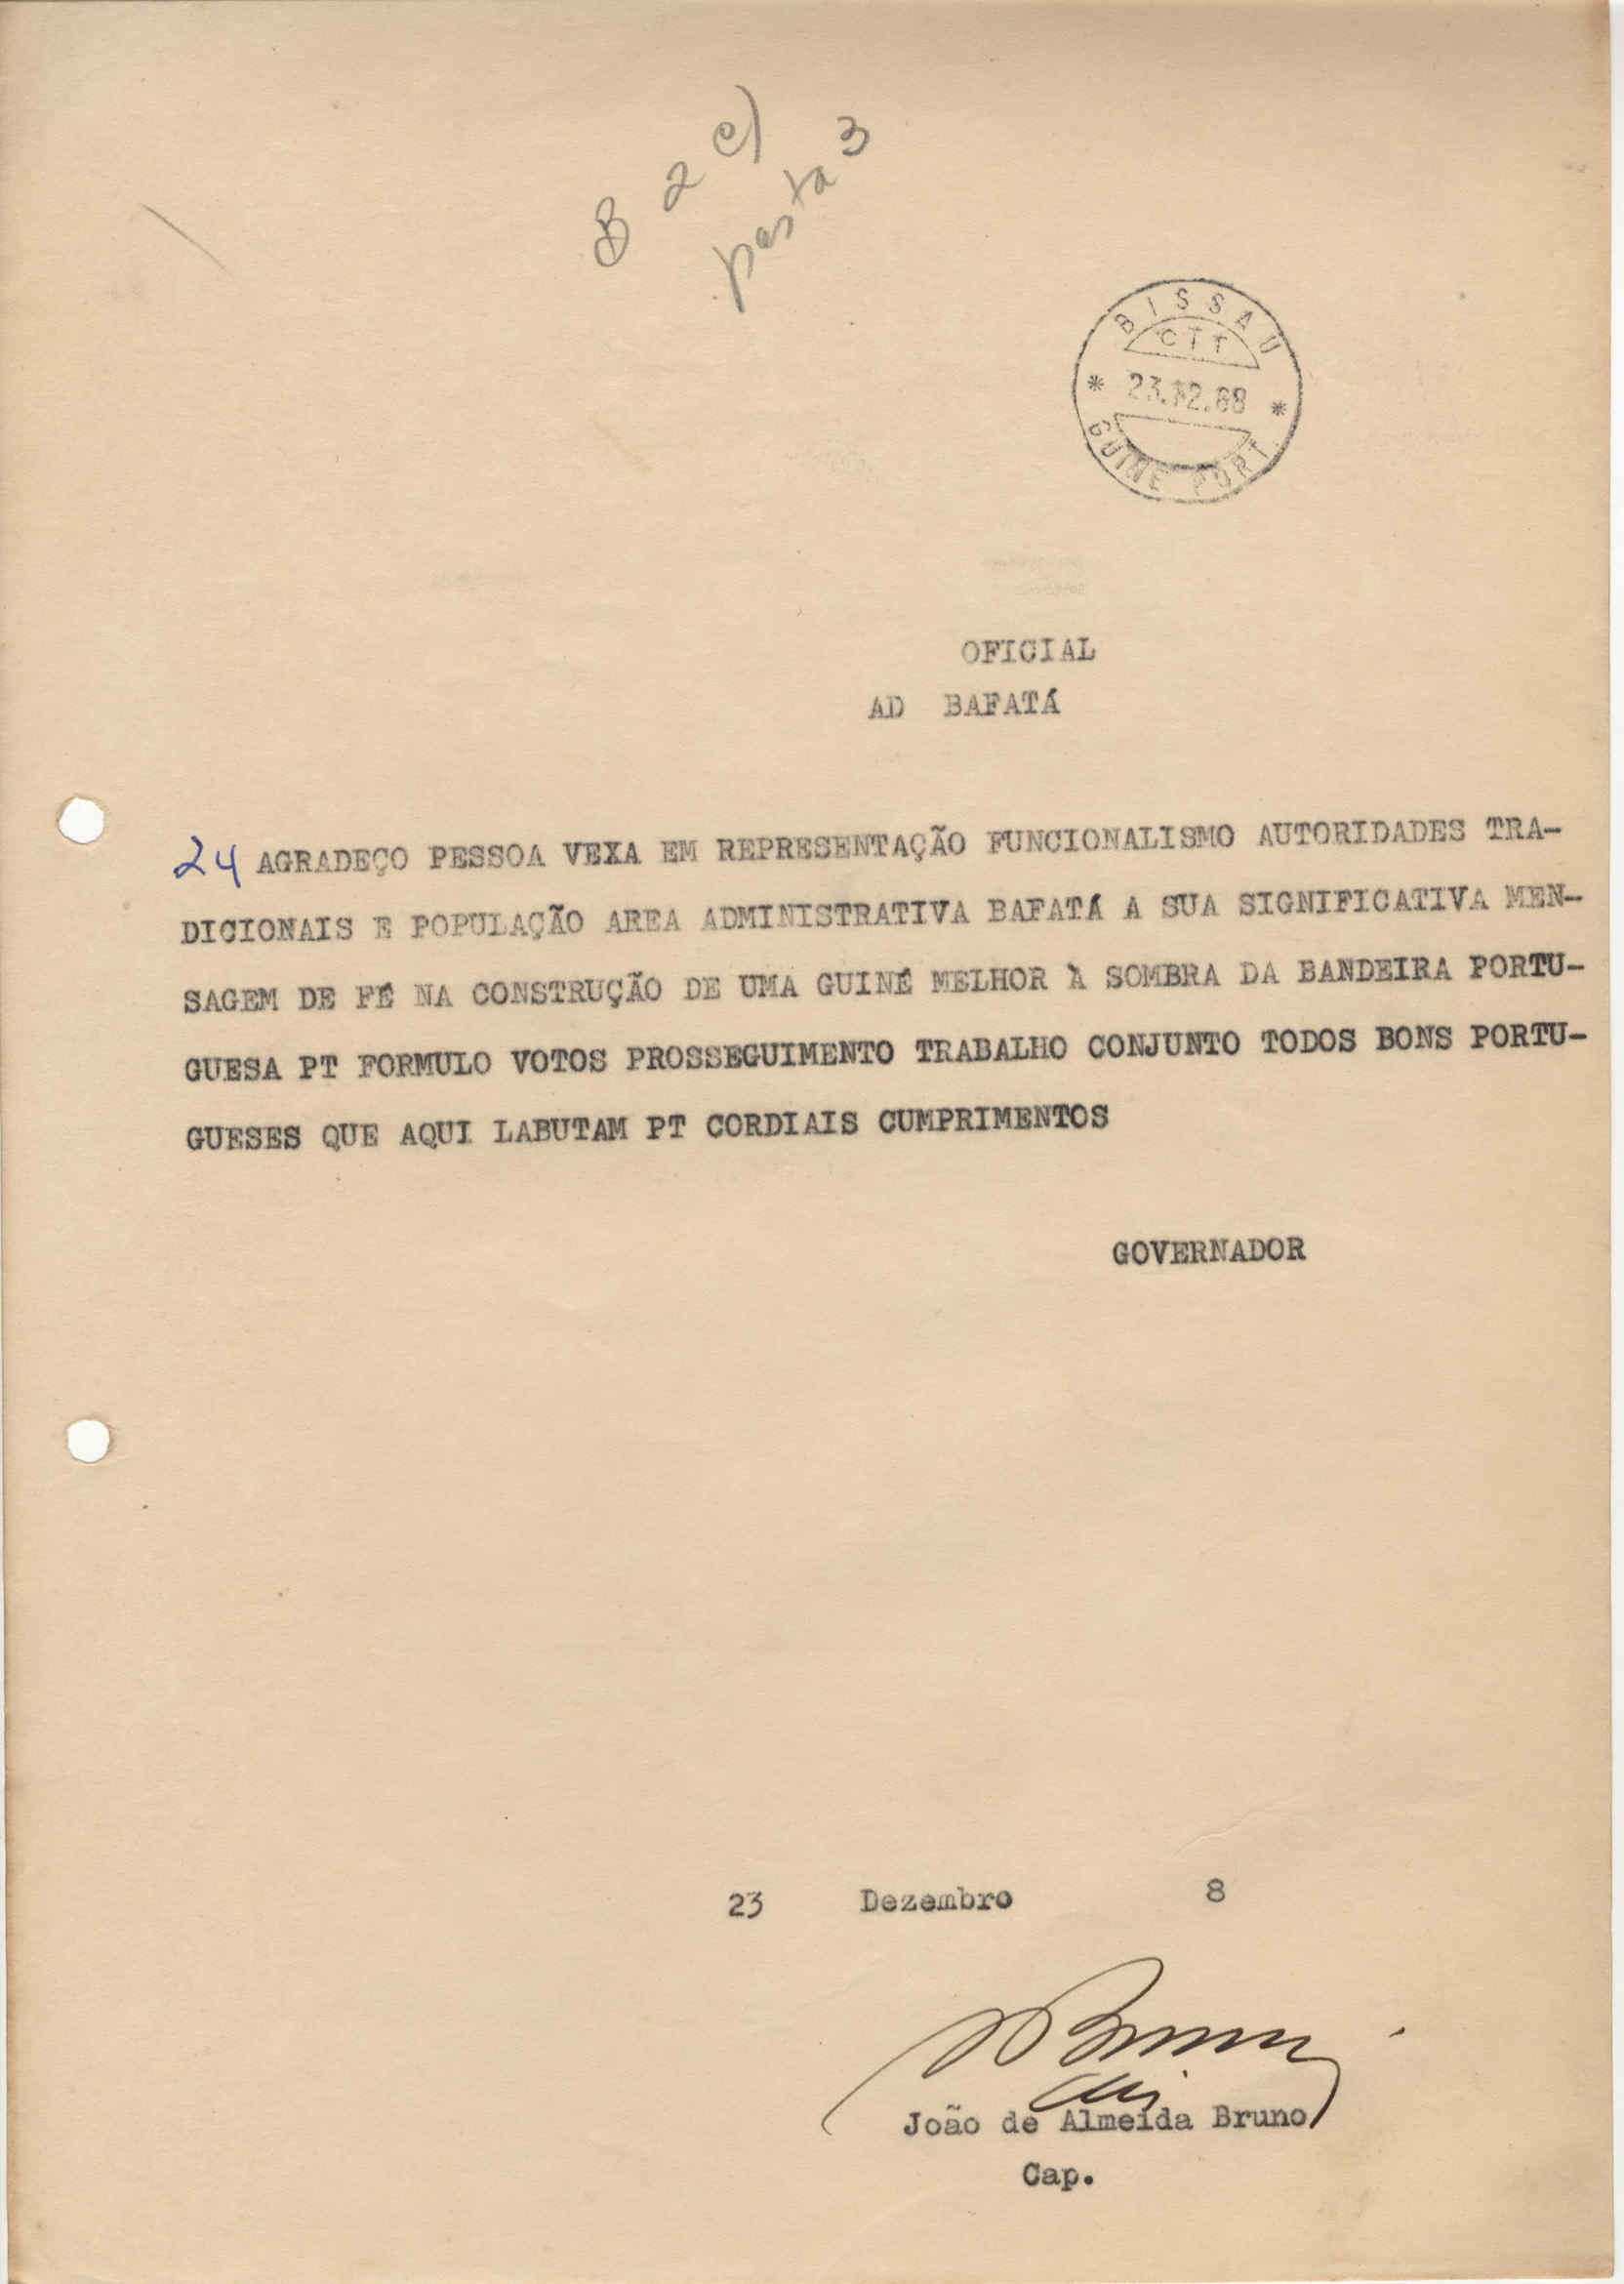 B 2 c)
pasta 3
BISSAU
CTT
* 23.12.68 *
GUINE PORT.
OFICIAL
AD BAFATÁ
24 AGRADEÇO PESSOA VEXA EM REPRESENTAÇÃO FUNCIONALISMO AUTORIDADES TRA-
DICIONAIS E POPULAÇÃO AREA ADMINISTRATIVA BAFATÁ A SUA SIGNIFICATIVA MEN-
SAGEM DE FÉ NA CONSTRUÇÃO DE UMA GUINÉ MELHOR À SOMBRA DA BANDEIRA PORTU-
GUESA PT FORMULO VOTOS PROSSEGUIMENTO TRABALHO CONJUNTO TODOS BONS PORTU-
GUESES QUE AQUI LABUTAM PT CORDIAIS CUMPRIMENTOS
GOVERNADOR
23 Dezembro 8
João de Almeida Bruno
Cap.